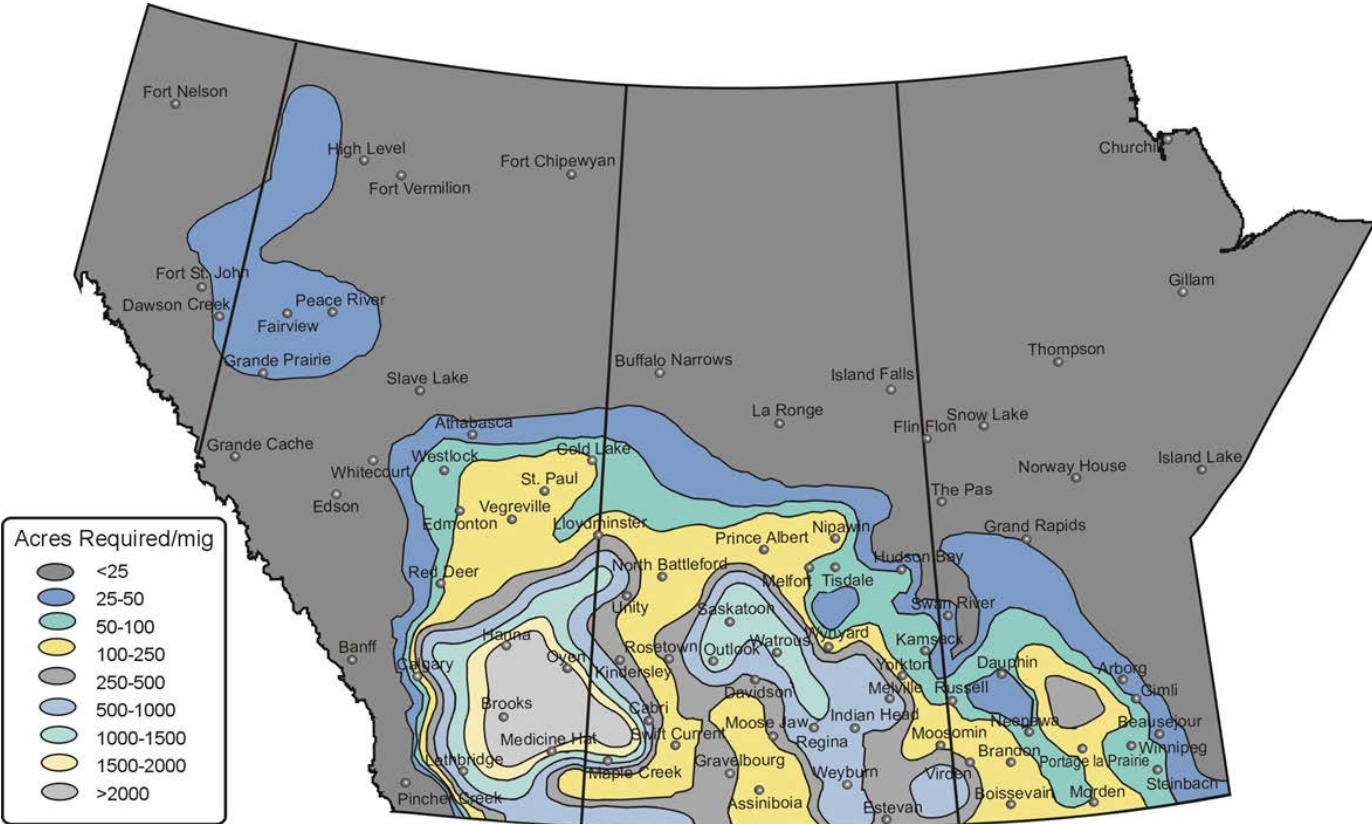 Fort Nelson
High Level
Fort Vermilion
Fort Chipewyan
Churchill
Fort St. John
Dawson Creek
Peace River
Fairview
Grande Prairie
Gillam
Slave Lake
Buffalo Narrows
Island Falls
Thompson
La Ronge
Snow Lake
Flin Flon
Athabasca
Grande Cache
Whitecourt
Westlock
Cold Lake
Norway House
Island Lake
Edson
St. Paul
Vegreville
Edmonton
Lloydminster
The Pas
Grand Rapids
Nipawin
Prince Albert
Hudson Bay
Red Deer
North Battleford
Melfort
Tisdale
Unity
Saskatoon
Swan River
Banff
Hanna
Oyen
Calgary
Kindersley
Rosetown
Outlook
Watrous
Wynyard
Kamsack
Yorkton
Dauphin
Arborg
Gimli
Brooks
Davidson
Melville
Russell
Cabri
Moose Jaw
Indian Head
Regina
Neepawa
Beausejour
Medicine Hat
Swift Current
Moosomin
Brandon
Winnipeg
Lethbridge
Maple Creek
Gravelbourg
Weyburn
Virden
Portage la Prairie
Steinbach
Pincher Creek
Assiniboia
Estevan
Boissevain
Morden
Acres Required/mig
<25
25-50
50-100
100-250
250-500
500-1000
1000-1500
1500-2000
>2000